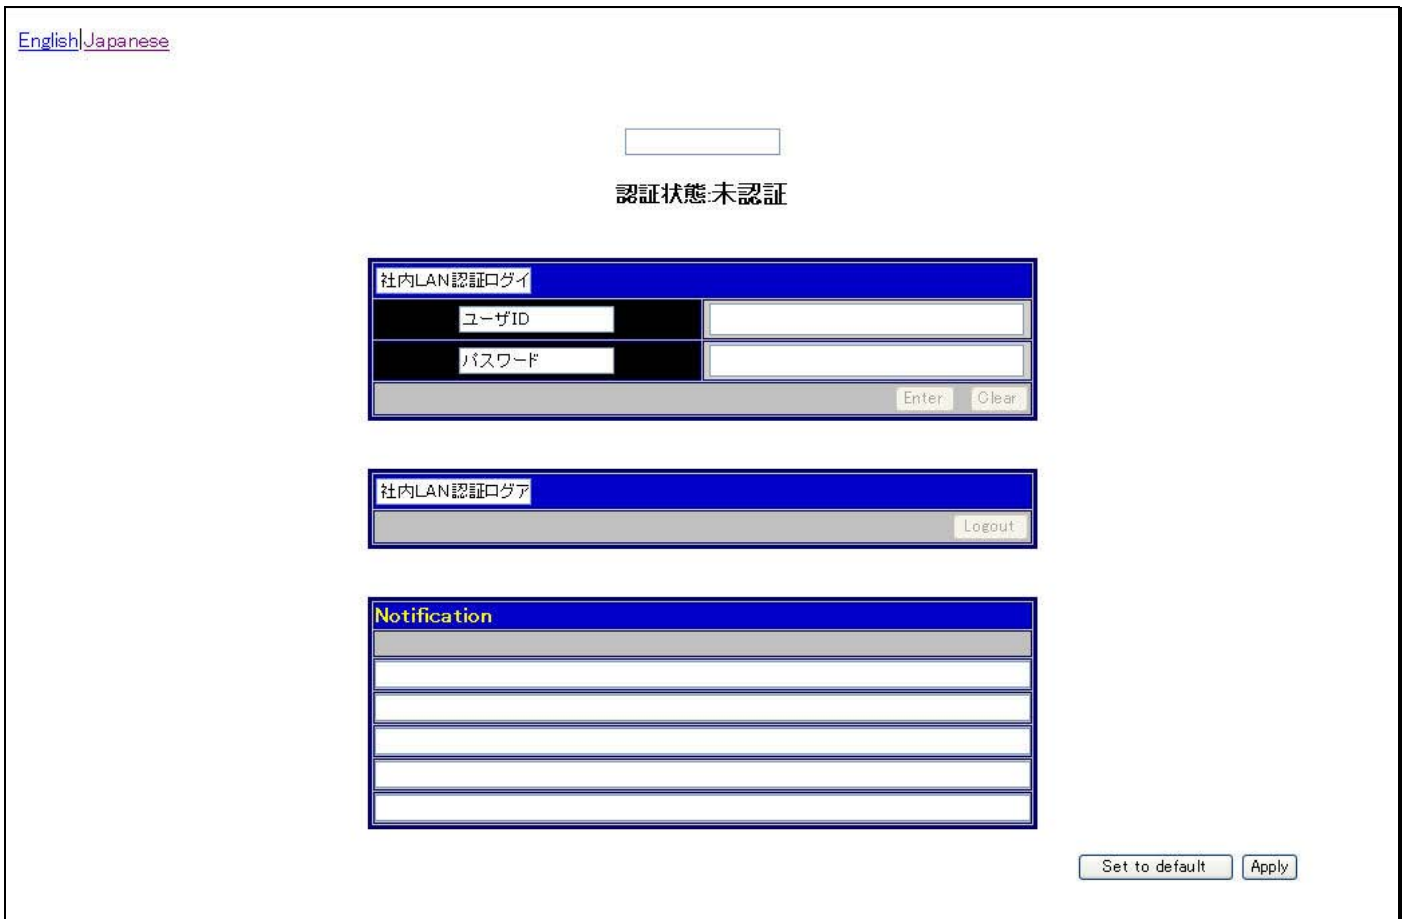 English|Japanese
認証状態:未認証
社内LAN認証ログイ
ユーザID
パスワード
Enter Clear
社内LAN認証ログア
Logout
Notification
Set to default Apply